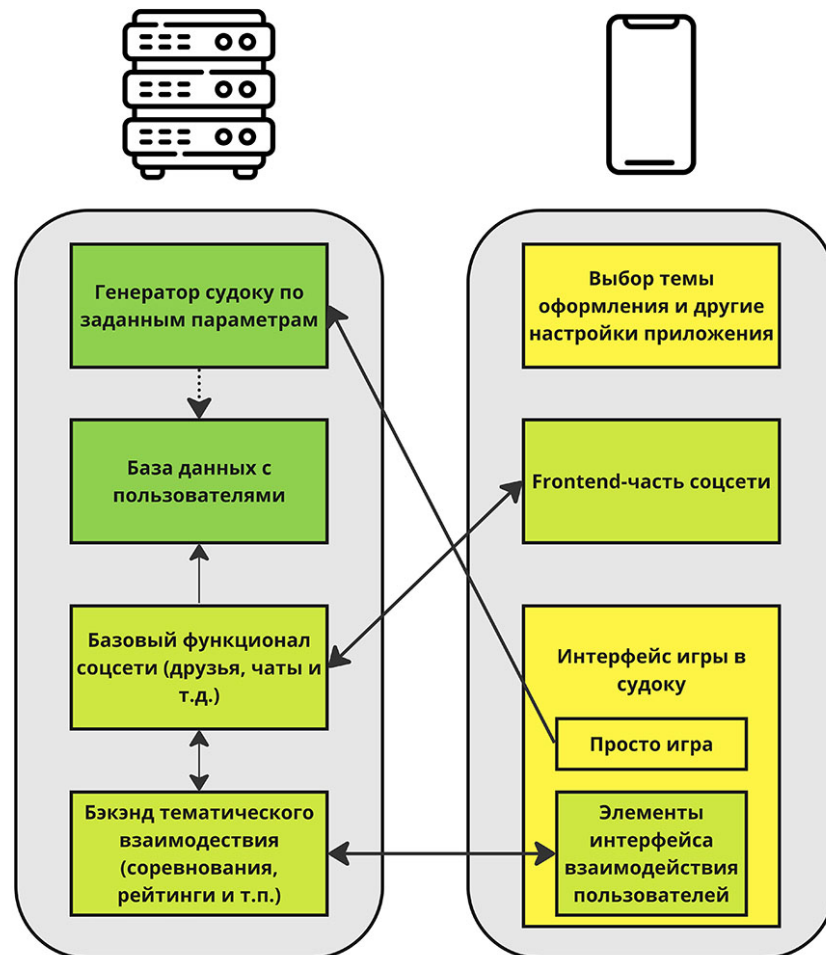 Генератор судоку по
заданным параметрам
База данных с
пользователями
Базовый функционал
соцсети (друзья, чаты и
т.д.)
Бэкэнд тематического
взаимодествия
(соревнования,
рейтинги и т.п.)
Выбор темы
оформления и другие
настройки приложения
Frontend-часть соцсети
Интерфейс игры в
судоку
Просто игра
Элементы
интерфейса
взаимодействия
пользователей